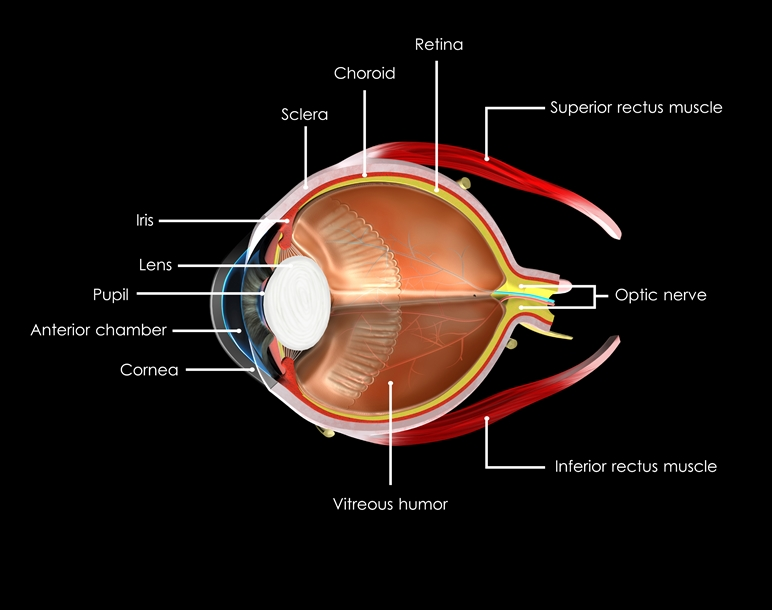 Retina
Choroid
Sclera
Superior rectus muscle
Iris
Lens
Pupil
Optic nerve
Anterior chamber
Cornea
Inferior rectus muscle
Vitreous humor